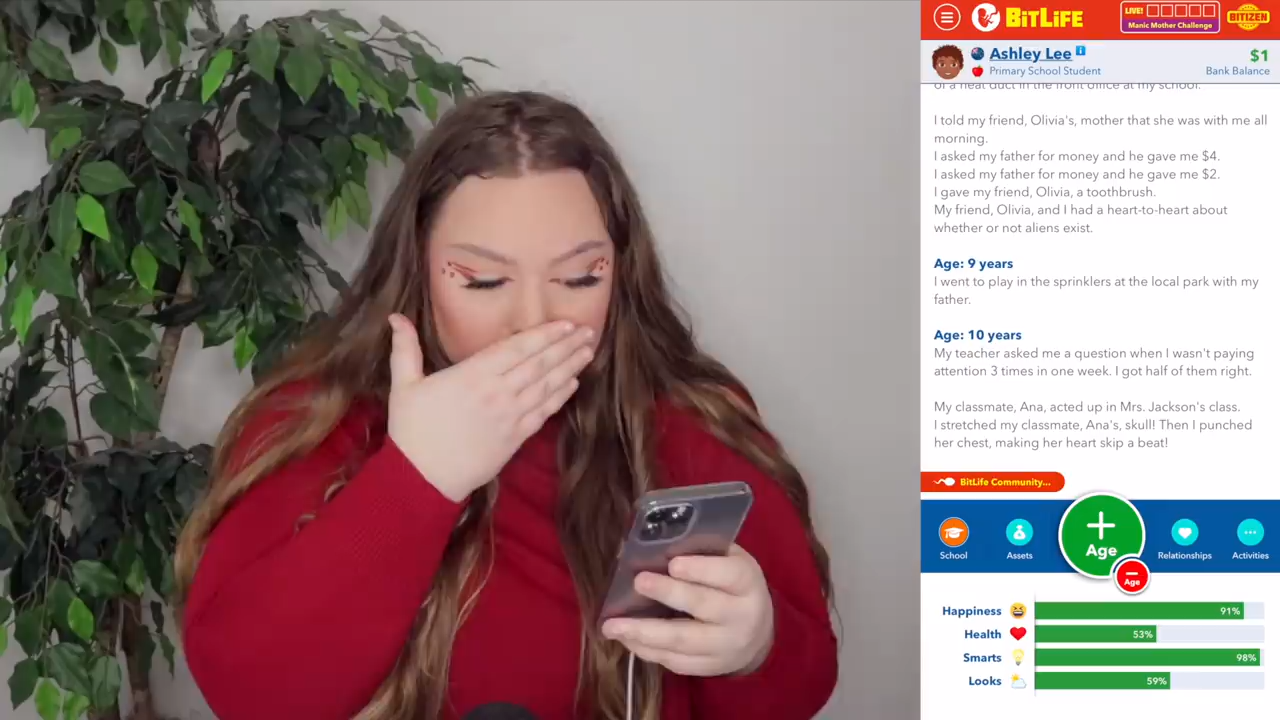 BITLIFE
LIVE!
Manic Mother Challenge
BITIZEN
Ashley Lee i
$1
Primary School Student
Bank Balance
of a heat duct in the front office at my school.
I told my friend, Olivia's, mother that she was with me all
morning.
I asked my father for money and he gave me $4.
I asked my father for money and he gave me $2.
I gave my friend, Olivia, a toothbrush.
My friend, Olivia, and I had a heart-to-heart about
whether or not aliens exist.
Age: 9 years
I went to play in the sprinklers at the local park with my
father.
Age: 10 years
My teacher asked me a question when I wasn't paying
attention 3 times in one week. I got half of them right.
My classmate, Ana, acted up in Mrs. Jackson's class.
I stretched my classmate, Ana's, skull! Then I punched
her chest, making her heart skip a beat!
BitLife Community...
School
Assets
+
Age
Relationships
Activities
−
Age
Happiness 91%
Health 53%
Smarts 98%
Looks 59%